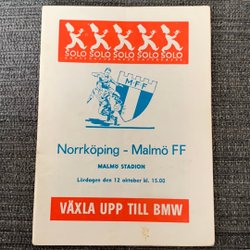 SOLO SOLO SOLO SOLO SOLO
MFF
Norrköping - Malmö FF
MALMÖ STADION
Lördagen den 12 oktober kl. 15.00
VÄXLA UPP TILL BMW